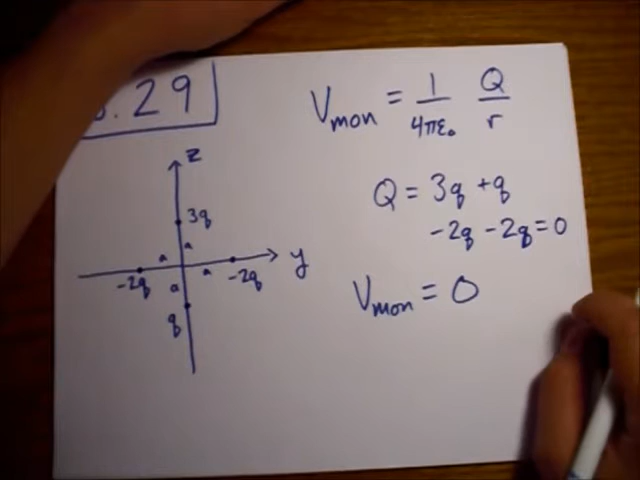 .29
V_mon = 1/4πε₀ Q/r
Q = 3q + q
-2q - 2q = 0
V_mon = 0
z
3q
a
a
a
y
-2q
a
-2q
q